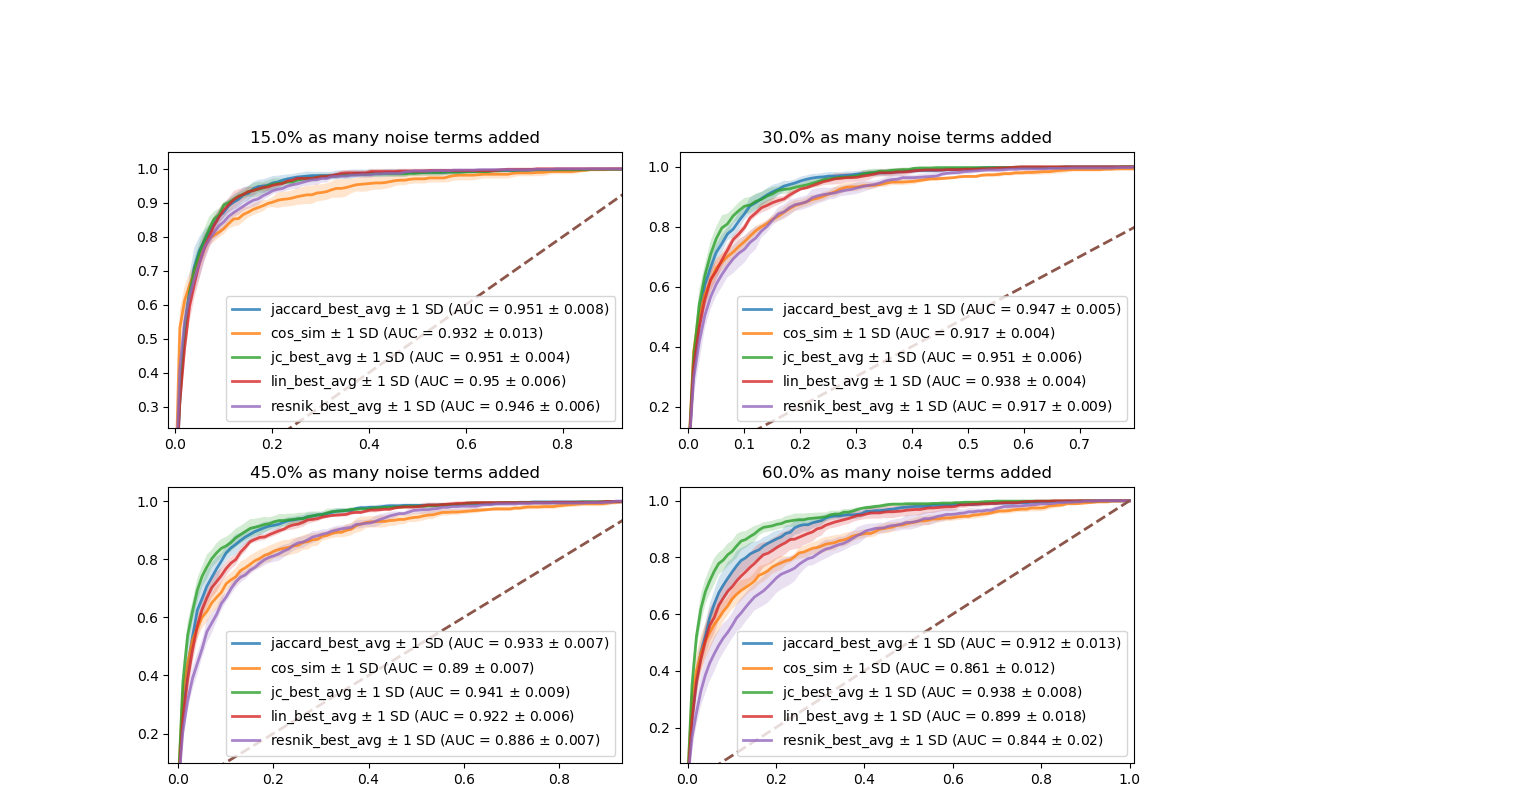 15.0% as many noise terms added
1.0
0.9
0.8
0.7
0.6
0.5
0.4
0.3
jaccard_best_avg ± 1 SD (AUC = 0.951 ± 0.008)
cos_sim ± 1 SD (AUC = 0.932 ± 0.013)
jc_best_avg ± 1 SD (AUC = 0.951 ± 0.004)
lin_best_avg ± 1 SD (AUC = 0.95 ± 0.006)
resnik_best_avg ± 1 SD (AUC = 0.946 ± 0.006)
0.0 0.2 0.4 0.6 0.8
30.0% as many noise terms added
1.0
0.8
0.6
0.4
0.2
jaccard_best_avg ± 1 SD (AUC = 0.947 ± 0.005)
cos_sim ± 1 SD (AUC = 0.917 ± 0.004)
jc_best_avg ± 1 SD (AUC = 0.951 ± 0.006)
lin_best_avg ± 1 SD (AUC = 0.938 ± 0.004)
resnik_best_avg ± 1 SD (AUC = 0.917 ± 0.009)
0.0 0.1 0.2 0.3 0.4 0.5 0.6 0.7
45.0% as many noise terms added
1.0
0.8
0.6
0.4
0.2
jaccard_best_avg ± 1 SD (AUC = 0.933 ± 0.007)
cos_sim ± 1 SD (AUC = 0.89 ± 0.007)
jc_best_avg ± 1 SD (AUC = 0.941 ± 0.009)
lin_best_avg ± 1 SD (AUC = 0.922 ± 0.006)
resnik_best_avg ± 1 SD (AUC = 0.886 ± 0.007)
0.0 0.2 0.4 0.6 0.8
60.0% as many noise terms added
1.0
0.8
0.6
0.4
0.2
jaccard_best_avg ± 1 SD (AUC = 0.912 ± 0.013)
cos_sim ± 1 SD (AUC = 0.861 ± 0.012)
jc_best_avg ± 1 SD (AUC = 0.938 ± 0.008)
lin_best_avg ± 1 SD (AUC = 0.899 ± 0.018)
resnik_best_avg ± 1 SD (AUC = 0.844 ± 0.02)
0.0 0.2 0.4 0.6 0.8 1.0